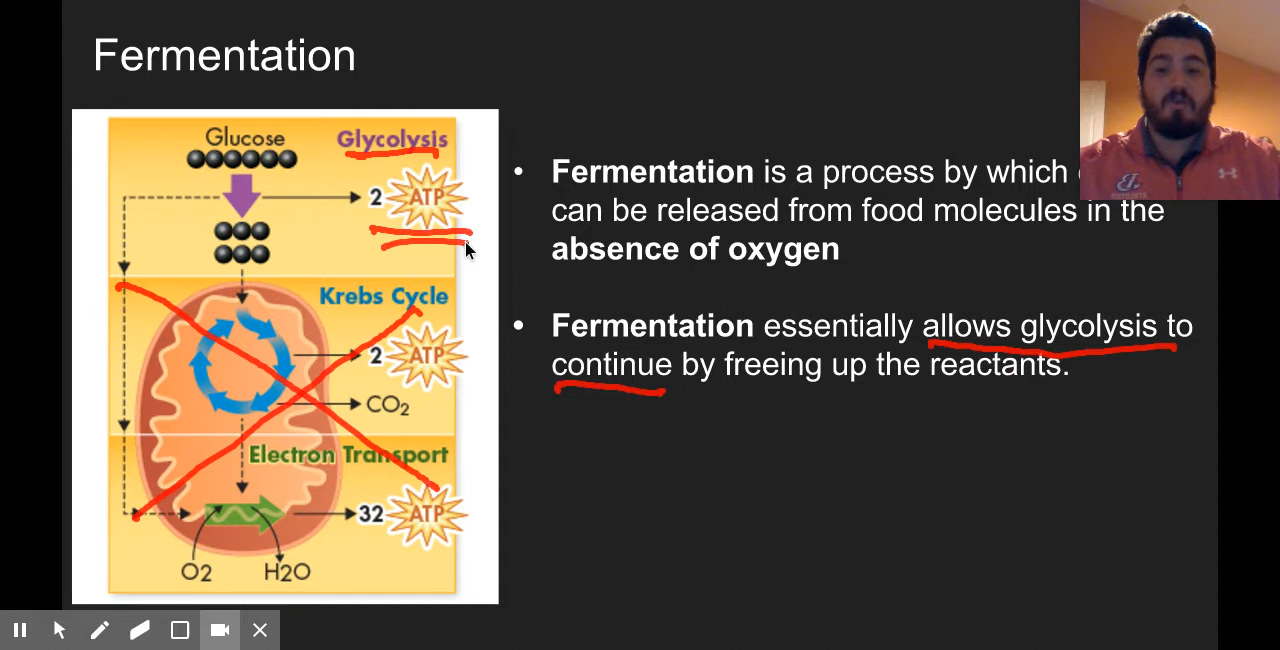 Fermentation
Glucose
Glycolysis
2 ATP
Krebs Cycle
2 ATP
CO2
Electron Transport
32 ATP
O2
H2O
• Fermentation is a process by which
can be released from food molecules in the
absence of oxygen
• Fermentation essentially allows glycolysis to
continue by freeing up the reactants.